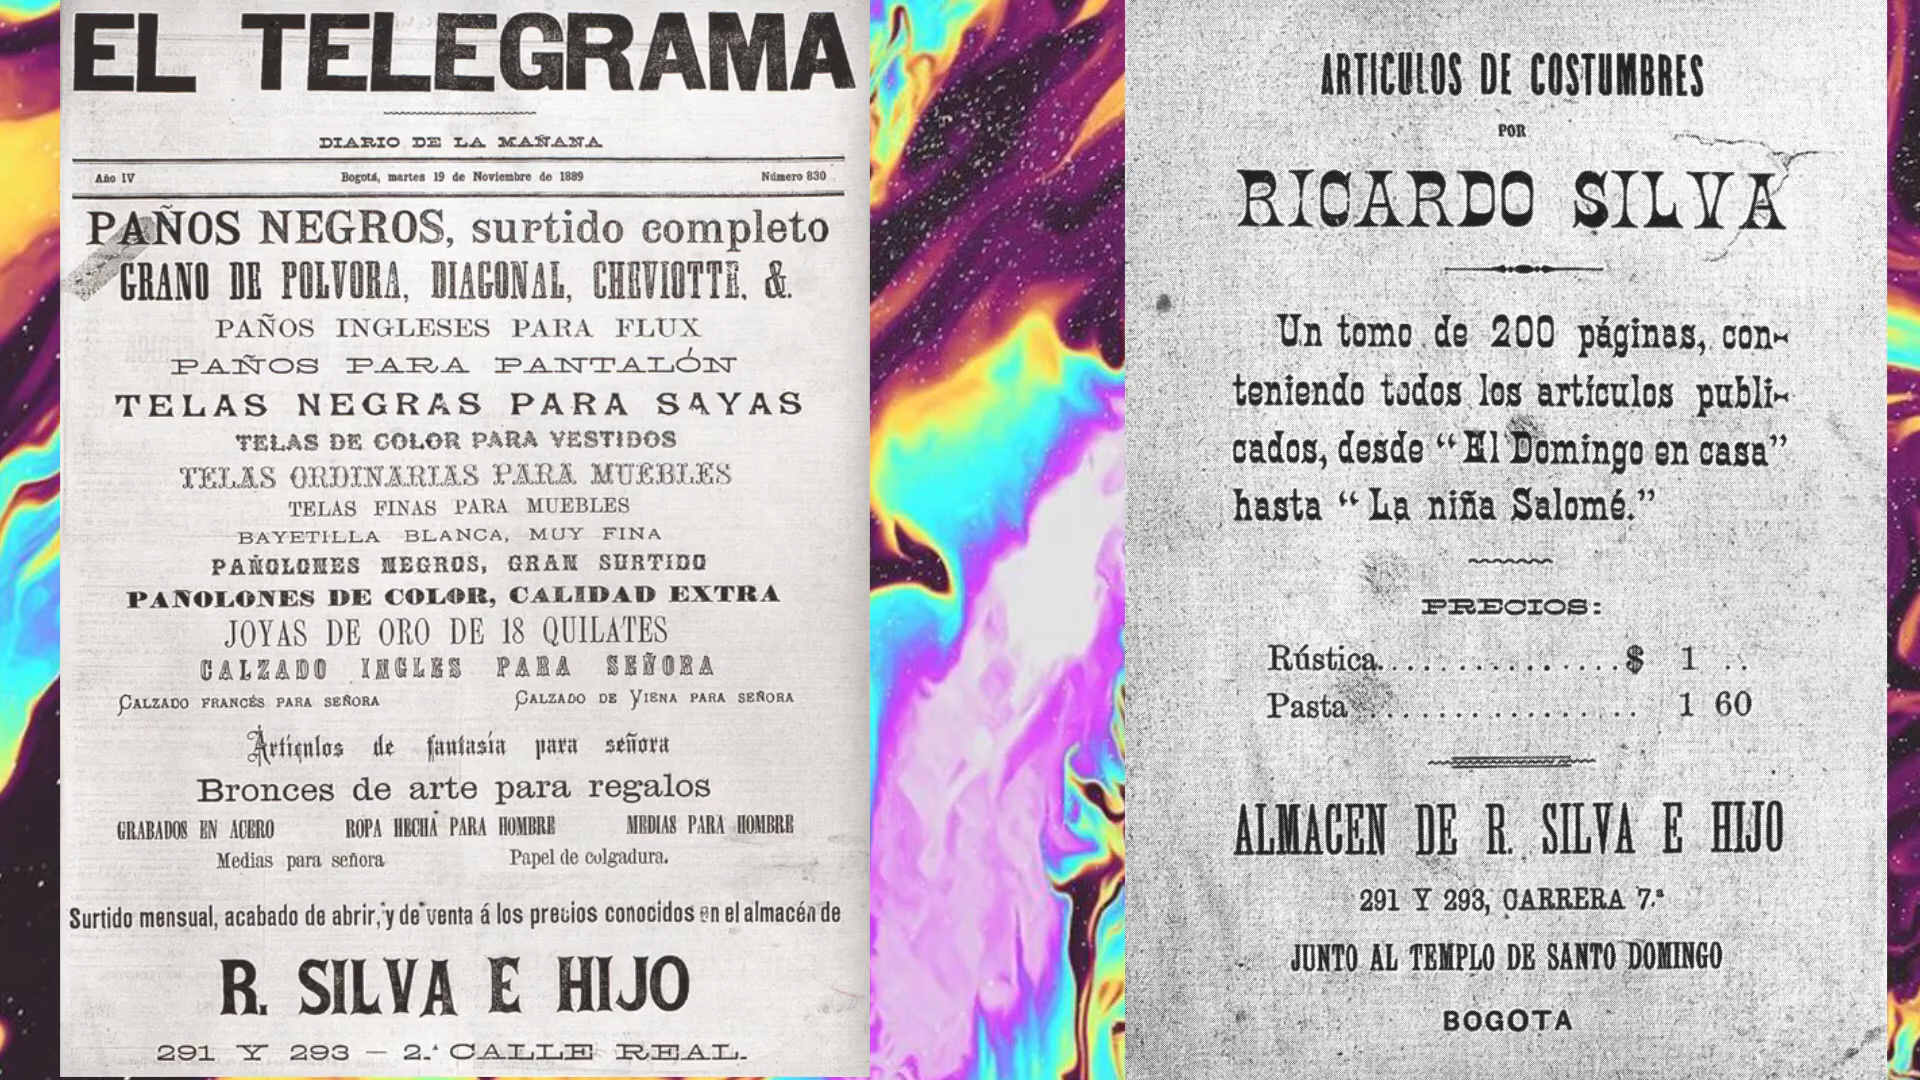 EL TELEGRAMA
DIARIO DE LA MAÑANA
Año IV Bogotá, martes 19 de Noviembre de 1889 Número 830
PAÑOS NEGROS, surtido completo
GRANO DE POLVORA, DIAGONAL, CHEVIOTTE, &.
PAÑOS INGLESES PARA FLUX
PAÑOS PARA PANTALÓN
TELAS NEGRAS PARA SAYAS
TELAS DE COLOR PARA VESTIDOS
TELAS ORDINARIAS PARA MUEBLES
TELAS FINAS PARA MUEBLES
BAYETILLA BLANCA, MUY FINA
PAÑOLONES NEGROS, GRAN SURTIDO
PAÑOLONES DE COLOR, CALIDAD EXTRA
JOYAS DE ORO DE 18 QUILATES
CALZADO INGLES PARA SEÑORA
CALZADO FRANCÉS PARA SEÑORA CALZADO DE VIENA PARA SEÑORA
Artículos de fantasía para señora
Bronces de arte para regalos
GRABADOS EN ACERO ROPA HECHA PARA HOMBRE MEDIAS PARA HOMBRE
Medias para señora Papel de colgadura.
Surtido mensual, acabado de abrir, y de venta á los precios conocidos en el almacén de
R. SILVA E HIJO
291 Y 293 — 2.ª CALLE REAL.
ARTICULOS DE COSTUMBRES
POR
RICARDO SILVA
Un tomo de 200 páginas, con-
teniendo todos los artículos publi-
cados, desde “El Domingo en casa”
hasta “La niña Salomé.”
PRECIOS:
Rústica..............$ 1 ..
Pasta ................ 1 60
ALMACEN DE R. SILVA E HIJO
291 Y 293, CARRERA 7.ª
JUNTO AL TEMPLO DE SANTO DOMINGO
BOGOTA